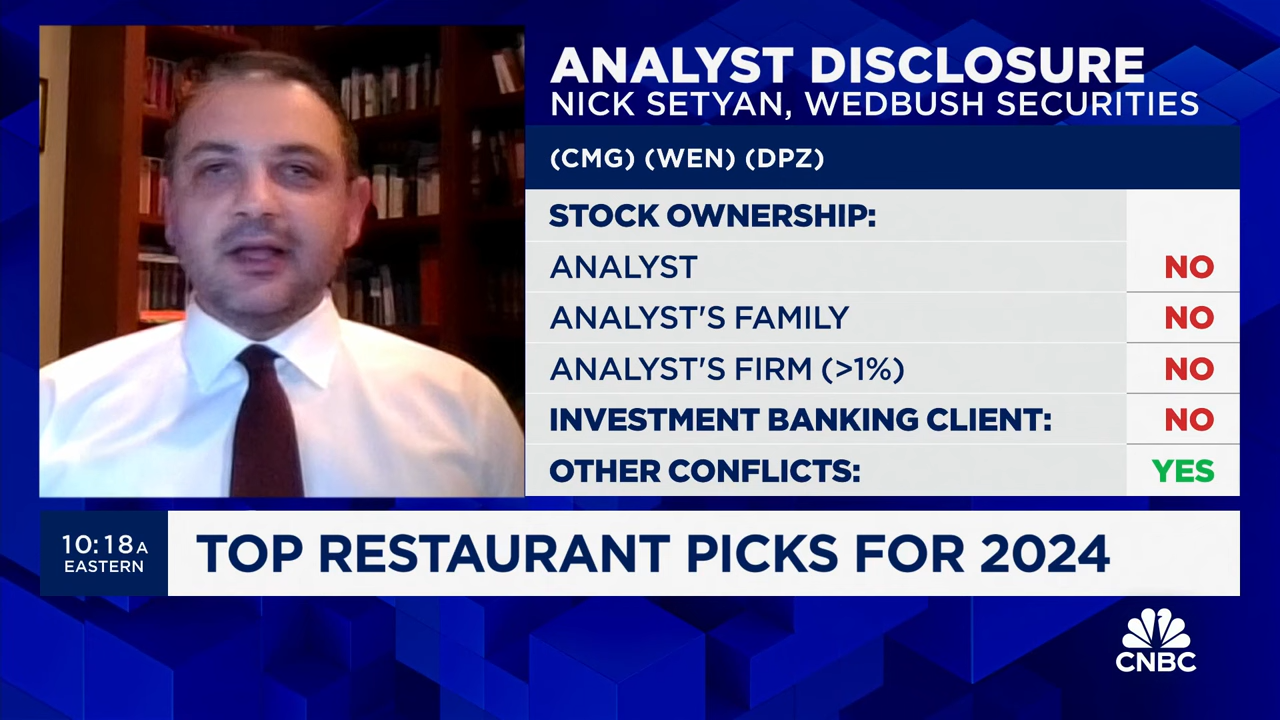 ANALYST DISCLOSURE
NICK SETYAN, WEDBUSH SECURITIES
(CMG) (WEN) (DPZ)
STOCK OWNERSHIP:
ANALYST NO
ANALYST'S FAMILY NO
ANALYST'S FIRM (>1%) NO
INVESTMENT BANKING CLIENT: NO
OTHER CONFLICTS: YES
10:18A
EASTERN
TOP RESTAURANT PICKS FOR 2024
CNBC